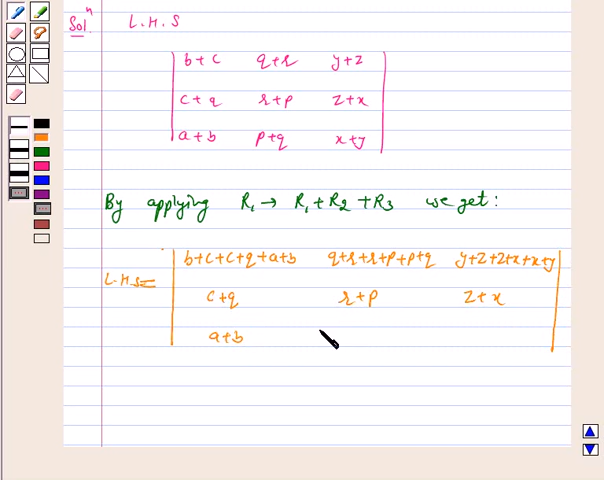 Solⁿ L.H.S
b+c q+r y+z
c+q r+p z+x
a+b p+q x+y
By applying R₁ → R₁+R₂+R₃ we get:
L.H.S= b+c+c+q+a+b q+r+r+p+p+q y+z+z+x+x+y
c+q r+p z+x
a+b